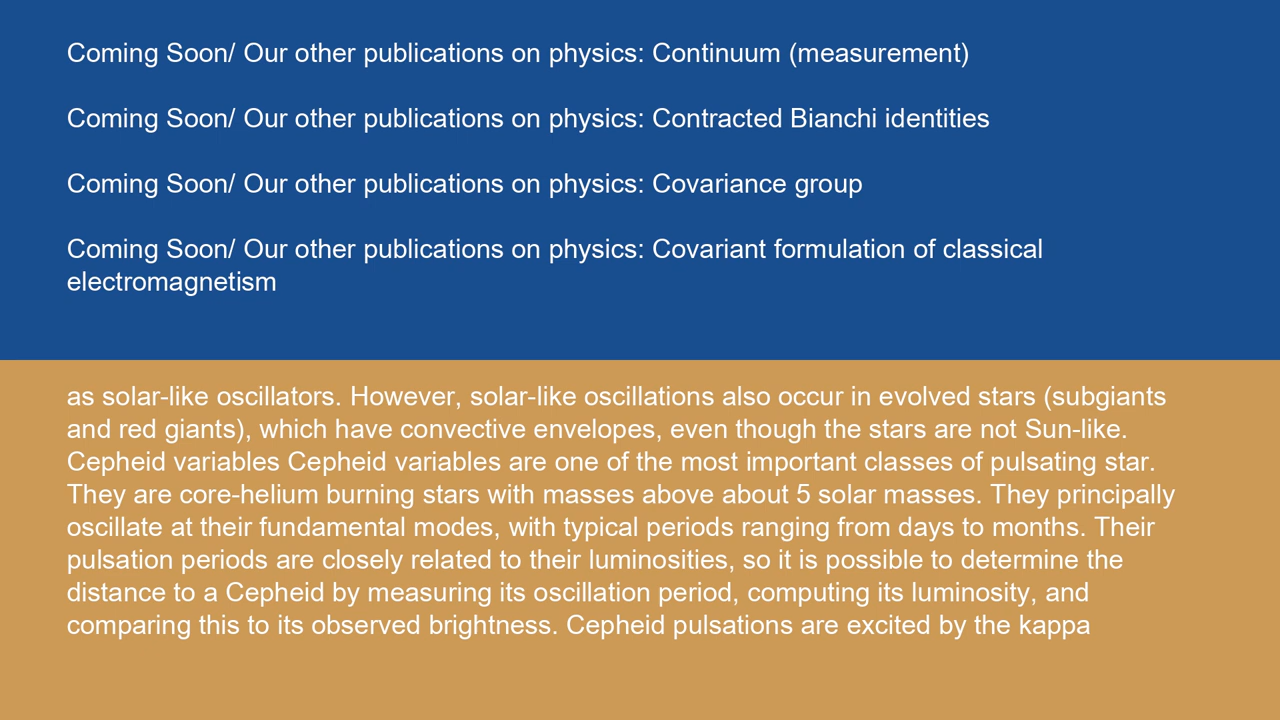 Coming Soon/ Our other publications on physics: Continuum (measurement)
Coming Soon/ Our other publications on physics: Contracted Bianchi identities
Coming Soon/ Our other publications on physics: Covariance group
Coming Soon/ Our other publications on physics: Covariant formulation of classical
electromagnetism
as solar-like oscillators. However, solar-like oscillations also occur in evolved stars (subgiants
and red giants), which have convective envelopes, even though the stars are not Sun-like.
Cepheid variables Cepheid variables are one of the most important classes of pulsating star.
They are core-helium burning stars with masses above about 5 solar masses. They principally
oscillate at their fundamental modes, with typical periods ranging from days to months. Their
pulsation periods are closely related to their luminosities, so it is possible to determine the
distance to a Cepheid by measuring its oscillation period, computing its luminosity, and
comparing this to its observed brightness. Cepheid pulsations are excited by the kappa